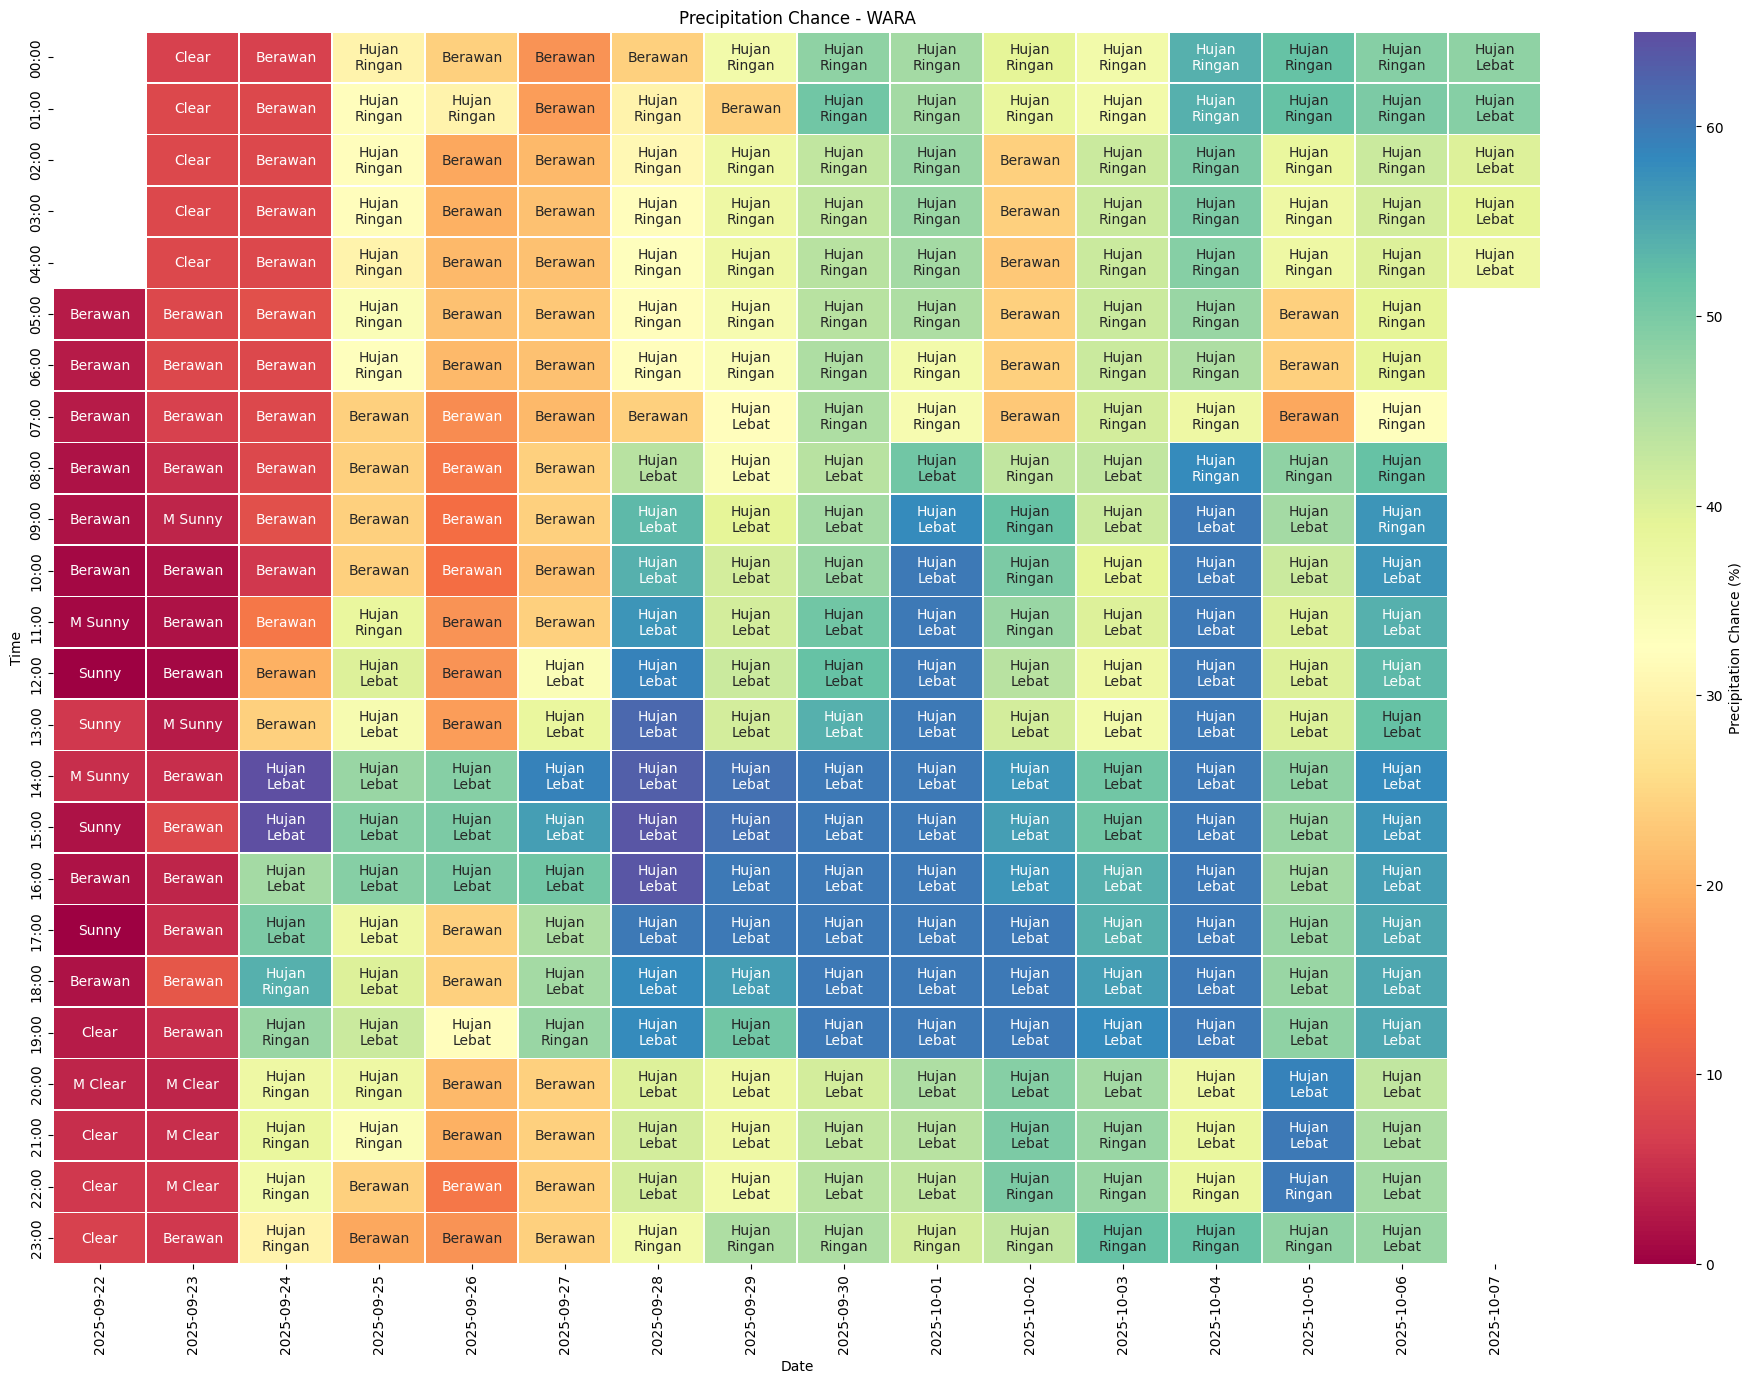 Precipitation Chance - WARA
00:00 Clear Berawan Hujan Ringan Berawan Berawan Berawan Hujan Ringan Hujan Ringan Hujan Ringan Hujan Ringan Hujan Ringan Hujan Ringan Hujan Ringan Hujan Ringan Hujan Lebat
01:00 Clear Berawan Hujan Ringan Hujan Ringan Berawan Hujan Ringan Berawan Hujan Ringan Hujan Ringan Hujan Ringan Hujan Ringan Hujan Ringan Hujan Ringan Hujan Ringan Hujan Lebat
02:00 Clear Berawan Hujan Ringan Berawan Berawan Hujan Ringan Hujan Ringan Hujan Ringan Hujan Ringan Berawan Hujan Ringan Hujan Ringan Hujan Ringan Hujan Ringan Hujan Lebat
03:00 Clear Berawan Hujan Ringan Berawan Berawan Hujan Ringan Hujan Ringan Hujan Ringan Hujan Ringan Berawan Hujan Ringan Hujan Ringan Hujan Ringan Hujan Ringan Hujan Lebat
04:00 Clear Berawan Hujan Ringan Berawan Berawan Hujan Ringan Hujan Ringan Hujan Ringan Hujan Ringan Berawan Hujan Ringan Hujan Ringan Hujan Ringan Hujan Ringan Hujan Lebat
05:00 Berawan Berawan Berawan Hujan Ringan Berawan Berawan Hujan Ringan Hujan Ringan Hujan Ringan Hujan Ringan Berawan Hujan Ringan Hujan Ringan Berawan Hujan Ringan
06:00 Berawan Berawan Berawan Hujan Ringan Berawan Berawan Hujan Ringan Hujan Ringan Hujan Ringan Hujan Ringan Berawan Hujan Ringan Hujan Ringan Berawan Hujan Ringan
07:00 Berawan Berawan Berawan Berawan Berawan Berawan Berawan Hujan Lebat Hujan Ringan Hujan Ringan Berawan Hujan Ringan Hujan Ringan Berawan Hujan Ringan
08:00 Berawan Berawan Berawan Berawan Berawan Berawan Hujan Lebat Hujan Lebat Hujan Lebat Hujan Lebat Hujan Ringan Hujan Lebat Hujan Ringan Hujan Ringan Hujan Ringan
09:00 Berawan M Sunny Berawan Berawan Berawan Berawan Hujan Lebat Hujan Lebat Hujan Lebat Hujan Lebat Hujan Ringan Hujan Lebat Hujan Lebat Hujan Lebat Hujan Ringan
10:00 Berawan Berawan Berawan Berawan Berawan Berawan Hujan Lebat Hujan Lebat Hujan Lebat Hujan Lebat Hujan Ringan Hujan Lebat Hujan Lebat Hujan Lebat Hujan Lebat
11:00 M Sunny Berawan Berawan Hujan Ringan Berawan Berawan Hujan Lebat Hujan Lebat Hujan Lebat Hujan Lebat Hujan Ringan Hujan Lebat Hujan Lebat Hujan Lebat Hujan Lebat
12:00 Sunny Berawan Berawan Hujan Lebat Berawan Hujan Lebat Hujan Lebat Hujan Lebat Hujan Lebat Hujan Lebat Hujan Lebat Hujan Lebat Hujan Lebat Hujan Lebat Hujan Lebat
13:00 Sunny M Sunny Berawan Hujan Lebat Berawan Hujan Lebat Hujan Lebat Hujan Lebat Hujan Lebat Hujan Lebat Hujan Lebat Hujan Lebat Hujan Lebat Hujan Lebat Hujan Lebat
14:00 M Sunny Berawan Hujan Lebat Hujan Lebat Hujan Lebat Hujan Lebat Hujan Lebat Hujan Lebat Hujan Lebat Hujan Lebat Hujan Lebat Hujan Lebat Hujan Lebat Hujan Lebat Hujan Lebat
15:00 Sunny Berawan Hujan Lebat Hujan Lebat Hujan Lebat Hujan Lebat Hujan Lebat Hujan Lebat Hujan Lebat Hujan Lebat Hujan Lebat Hujan Lebat Hujan Lebat Hujan Lebat Hujan Lebat
16:00 Berawan Berawan Hujan Lebat Hujan Lebat Hujan Lebat Hujan Lebat Hujan Lebat Hujan Lebat Hujan Lebat Hujan Lebat Hujan Lebat Hujan Lebat Hujan Lebat Hujan Lebat Hujan Lebat
17:00 Sunny Berawan Hujan Lebat Hujan Lebat Berawan Hujan Lebat Hujan Lebat Hujan Lebat Hujan Lebat Hujan Lebat Hujan Lebat Hujan Lebat Hujan Lebat Hujan Lebat Hujan Lebat
18:00 Berawan Berawan Hujan Ringan Hujan Lebat Berawan Hujan Lebat Hujan Lebat Hujan Lebat Hujan Lebat Hujan Lebat Hujan Lebat Hujan Lebat Hujan Lebat Hujan Lebat Hujan Lebat
19:00 Clear Berawan Hujan Ringan Hujan Lebat Hujan Lebat Hujan Ringan Hujan Lebat Hujan Lebat Hujan Lebat Hujan Lebat Hujan Lebat Hujan Lebat Hujan Lebat Hujan Lebat Hujan Lebat
20:00 M Clear M Clear Hujan Ringan Hujan Ringan Berawan Berawan Hujan Lebat Hujan Lebat Hujan Lebat Hujan Lebat Hujan Lebat Hujan Lebat Hujan Lebat Hujan Lebat Hujan Lebat
21:00 Clear M Clear Hujan Ringan Hujan Ringan Berawan Berawan Hujan Lebat Hujan Lebat Hujan Lebat Hujan Lebat Hujan Lebat Hujan Ringan Hujan Lebat Hujan Lebat Hujan Lebat
22:00 Clear M Clear Hujan Ringan Berawan Berawan Berawan Hujan Lebat Hujan Lebat Hujan Lebat Hujan Lebat Hujan Ringan Hujan Ringan Hujan Ringan Hujan Ringan Hujan Lebat
23:00 Clear Berawan Hujan Ringan Berawan Berawan Berawan Hujan Ringan Hujan Ringan Hujan Ringan Hujan Ringan Hujan Ringan Hujan Ringan Hujan Ringan Hujan Ringan Hujan Lebat
2025-09-22 2025-09-23 2025-09-24 2025-09-25 2025-09-26 2025-09-27 2025-09-28 2025-09-29 2025-09-30 2025-10-01 2025-10-02 2025-10-03 2025-10-04 2025-10-05 2025-10-06 2025-10-07
Date
Time
60
50
40
30
20
10
0
Precipitation Chance (%)